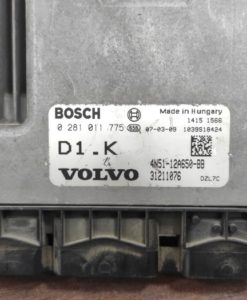 BOSCH
Made in Hungary
1415 1566
0 281 011 775
07-03-09 1039S18424
D1.K
4N51-12A650-BB
VOLVO
31211076
DZL7C